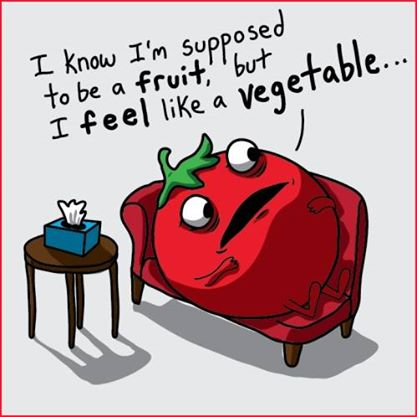 I know I'm supposed
to be a fruit, but
I feel like a vegetable...